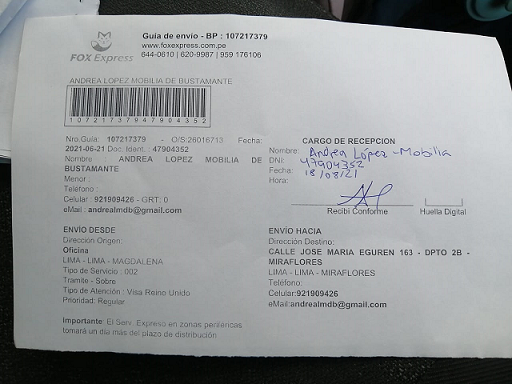 FOX Express
Guia de envío - BP : 107217379
www.foxexpress.com.pe
644-0610 | 620-9987 | 959 176106
ANDREA LOPEZ MOBILIA DE BUSTAMANTE
10721737947904352
Nro.Guia: 107217379 - O/S:26016713 Fecha:
2021-06-21 Doc. Ident. : 47904352
Nombre : ANDREA LOPEZ MOBILIA DE
BUSTAMANTE
Menor :
Teléfono :
Celular : 921909426 - GRT: 0
eMail : andrealmdb@gmail.com
CARGO DE RECEPCION
Nombre: Andrea López-Mobilia
DNI: 47904352
Fecha: 18/08/21
Hora:
Recibi Conforme
Huella Digital
ENVÍO DESDE
Dirección Origen:
Oficina
LIMA - LIMA - MAGDALENA
Tipo de Servicio : 002
Tramite - Sobre
Tipo de Atención : Visa Reino Unido
Prioridad: Regular
ENVÍO HACIA
Dirección Destino:
CALLE JOSE MARIA EGUREN 163 - DPTO 2B -
MIRAFLORES
LIMA - LIMA - MIRAFLORES
Teléfono:
Celular:921909426
eMail:andrealmdb@gmail.com
Importante: El Serv. Expreso en zonas periféricas
tomará un día más del plazo de distribución.